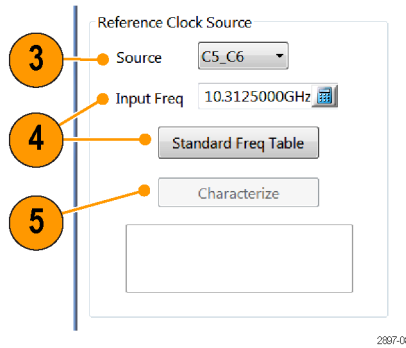 Reference Clock Source
3
Source C5_C6
Input Freq 10.3125000GHz
4
Standard Freq Table
Characterize
5